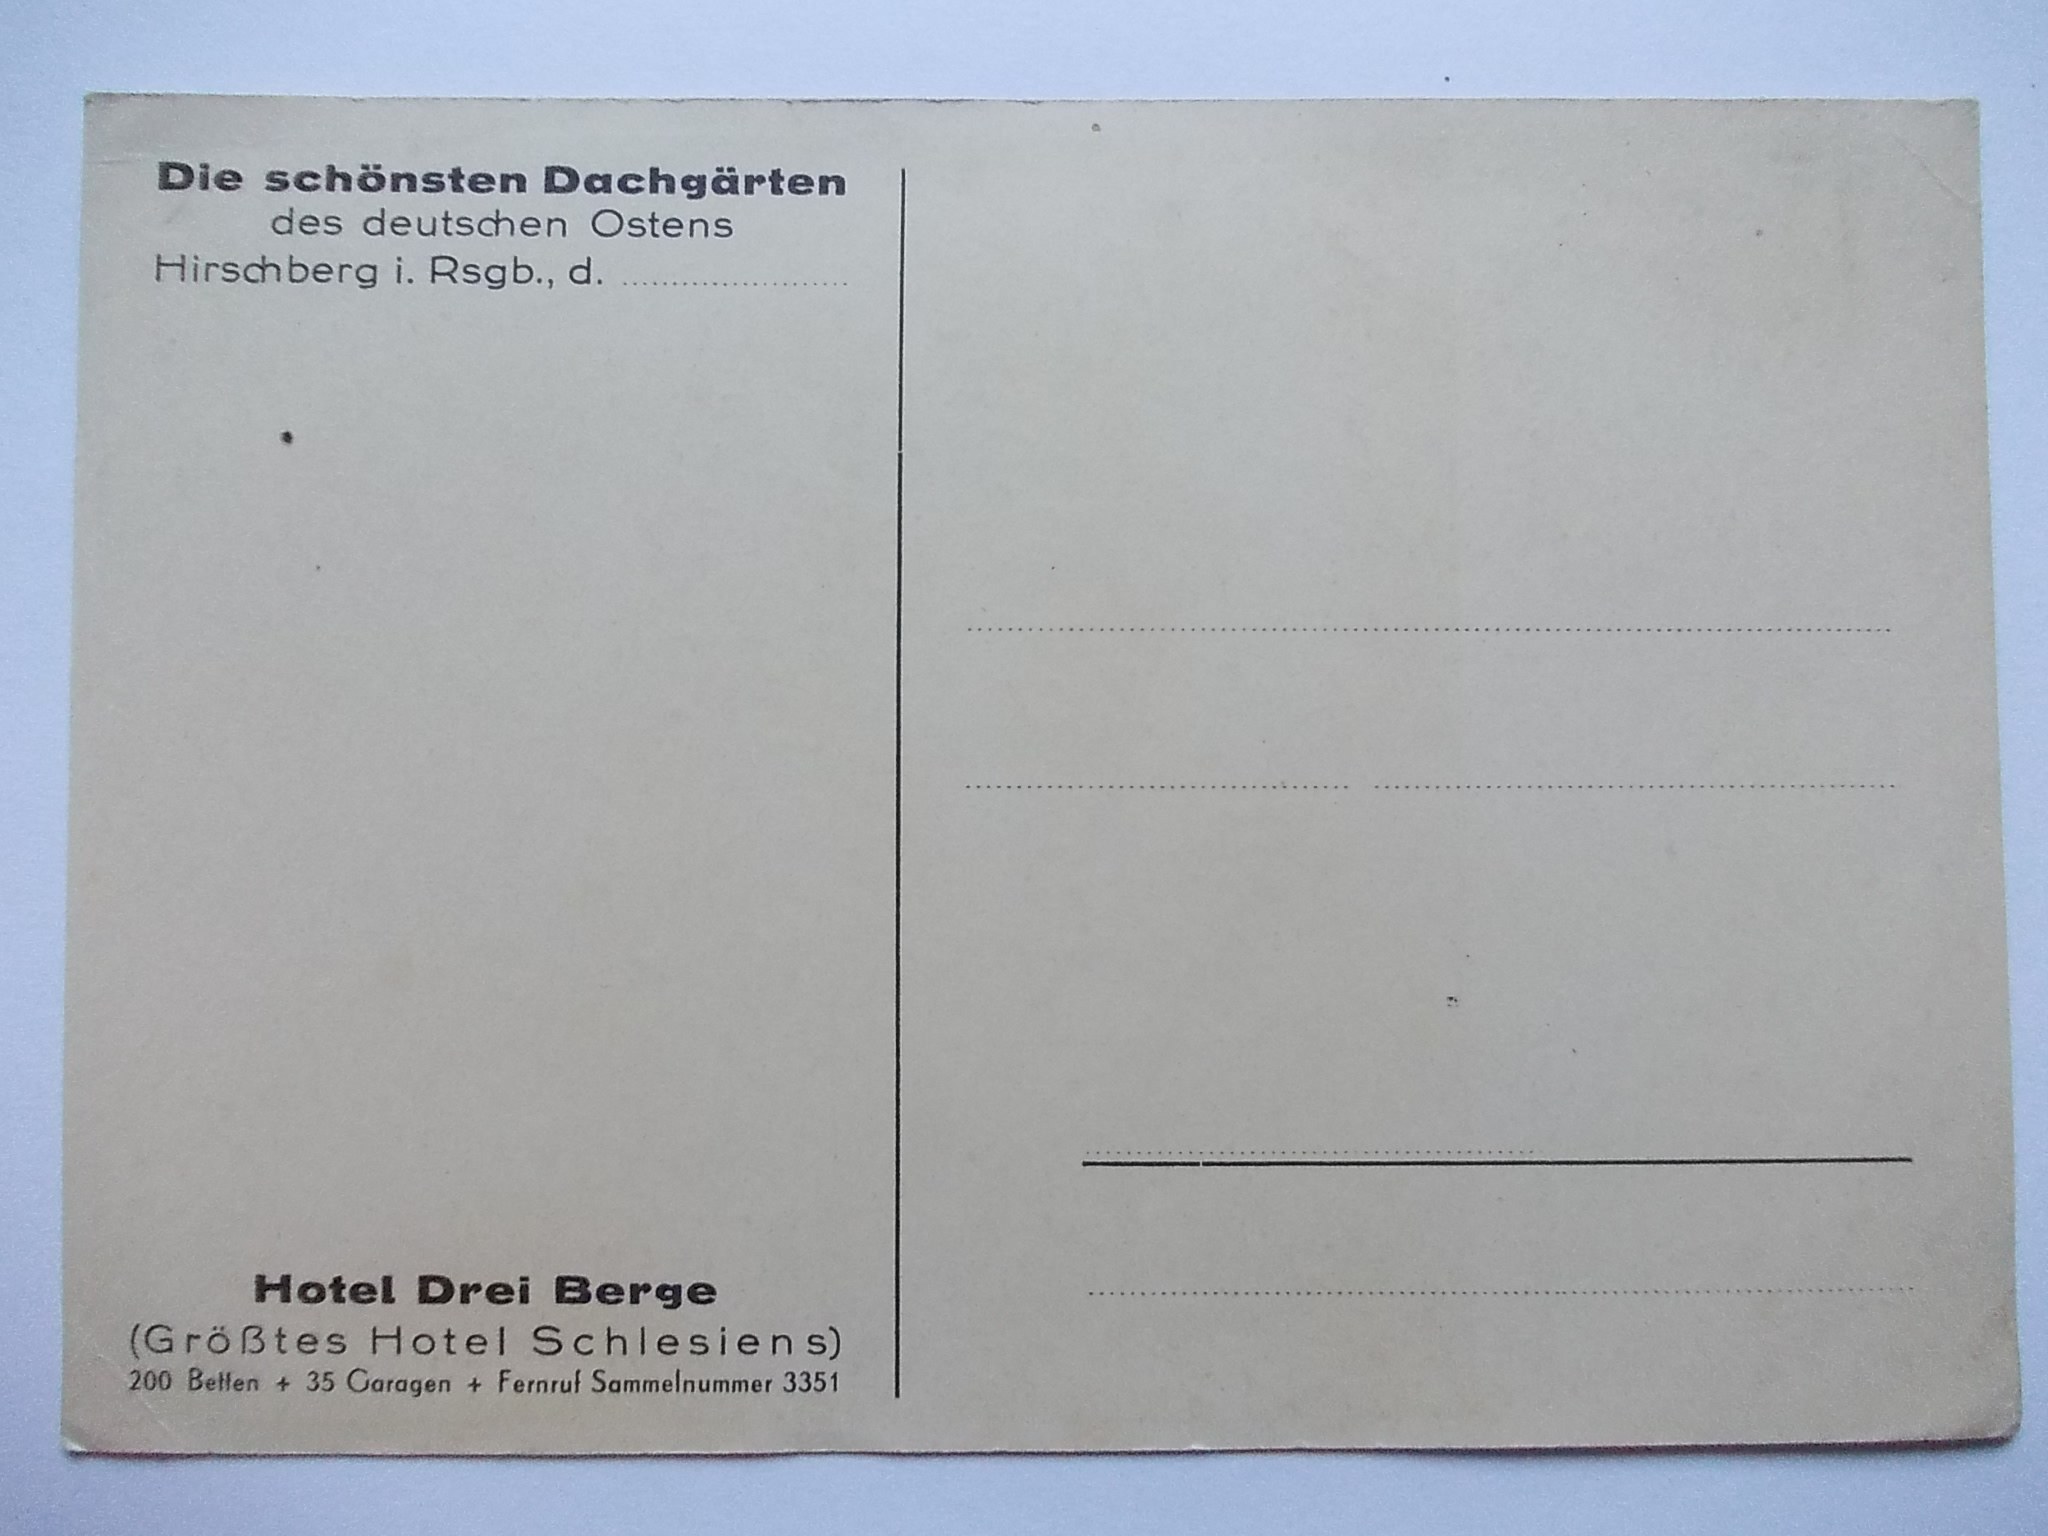 Die schönsten Dachgärten
des deutschen Ostens
Hirschberg i. Rsgb., d. ......................
Hotel Drei Berge
(Größtes Hotel Schlesiens)
200 Betten + 35 Garagen + Fernruf Sammelnummer 3351